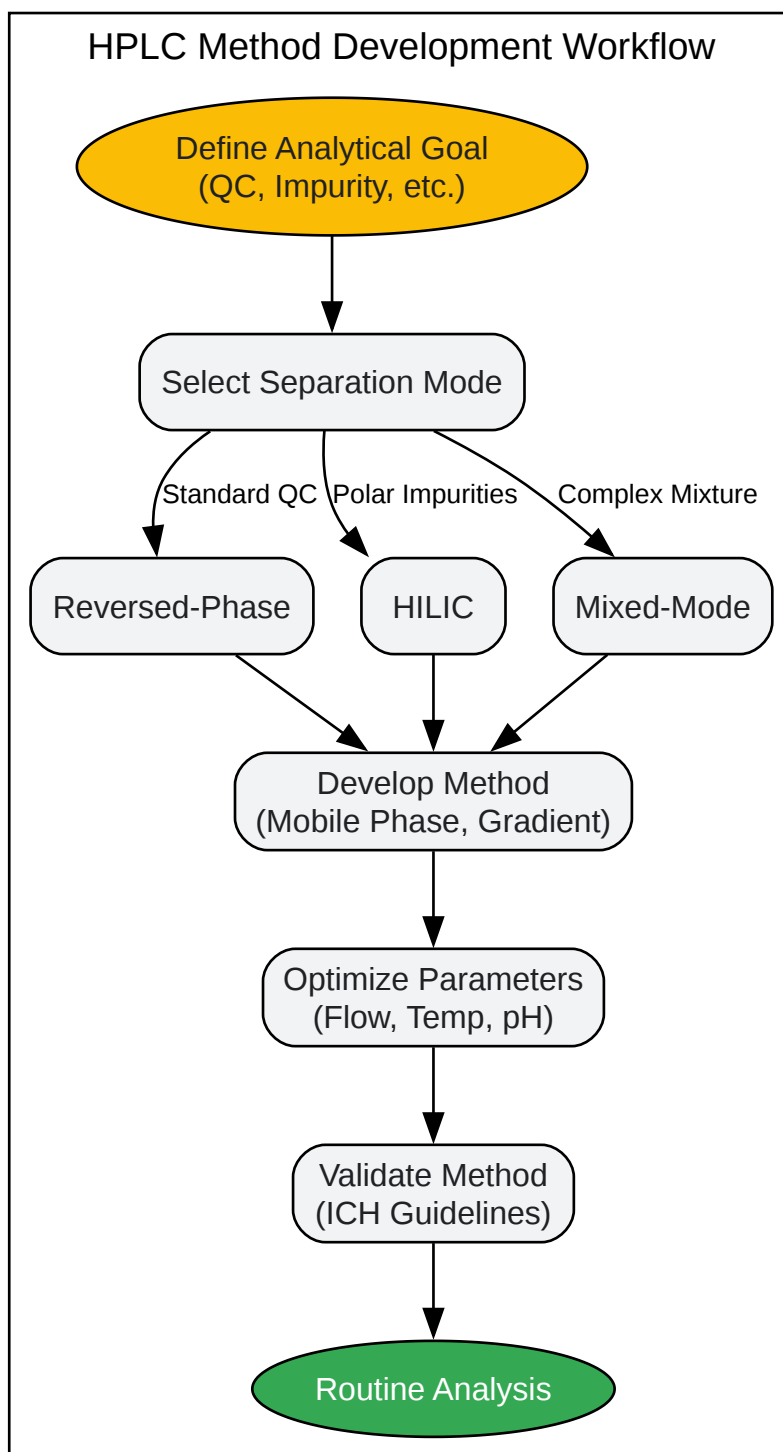 HPLC Method Development Workflow
Define Analytical Goal
(QC, Impurity, etc.)
Select Separation Mode
Standard QC
Polar Impurities
Complex Mixture
Reversed-Phase
HILIC
Mixed-Mode
Develop Method
(Mobile Phase, Gradient)
Optimize Parameters
(Flow, Temp, pH)
Validate Method
(ICH Guidelines)
Routine Analysis